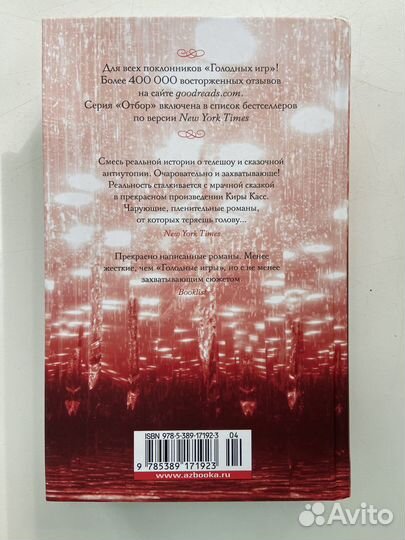 Для всех поклонников «Голодных игр»!
Более 400 000 восторженных отзывов
на сайте goodreads.com.
Серия «Отбор» включена в список бестселлеров
по версии New York Times
Смесь реальной истории о телешоу и сказочной
антиутопии. Очаровательно и захватывающе!
Реальность сталкивается с мрачной сказкой
в прекрасном произведении Киры Касс.
Чарующие, пленительные романы,
от которых теряешь голову...
New York Times
Прекрасно написанные романы. Менее
жесткие, чем «Голодные игры», но с не менее
захватывающим сюжетом
Booklist
ISBN 978-5-389-17192-3
04
9 785389 171923
www.azbooka.ru
Avito